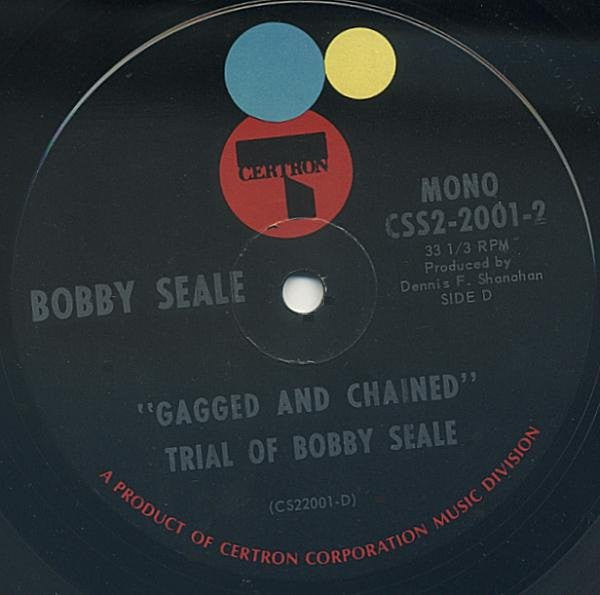 CERTRON
MONO
CSS2-2001-2
33 1/3 RPM
Produced by
Dennis F. Shanahan
SIDE D
BOBBY SEALE
"GAGGED AND CHAINED"
TRIAL OF BOBBY SEALE
(CS22001-D)
A PRODUCT OF CERTRON CORPORATION MUSIC DIVISION